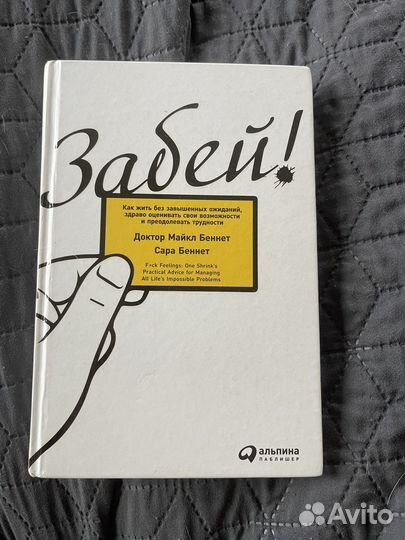 Забей!
Как жить без завышенных ожиданий,
здраво оценивать свои возможности
и преодолевать трудности
Доктор Майкл Беннет
Сара Беннет
F*ck Feelings: One Shrink's
Practical Advice for Managing
All Life's Impossible Problems
альпина
ПАБЛИШЕР
Avito